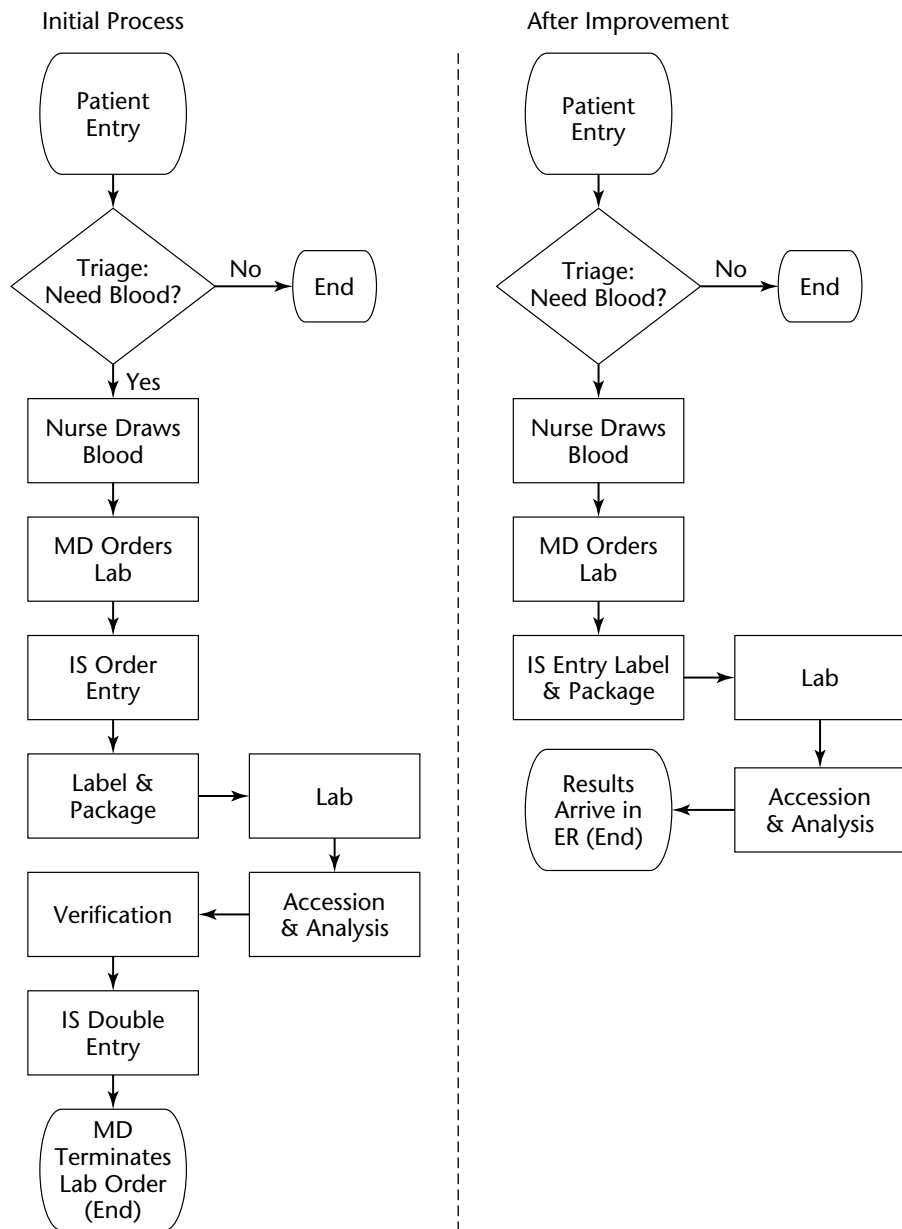 Initial Process
Patient
Entry
Triage:
Need Blood?
No
End
Yes
Nurse Draws
Blood
MD Orders
Lab
IS Order
Entry
Label &
Package
Lab
Accession
& Analysis
Verification
IS Double
Entry
MD
Terminates
Lab Order
(End)
After Improvement
Patient
Entry
Triage:
Need Blood?
No
End
Nurse Draws
Blood
MD Orders
Lab
IS Entry Label
& Package
Lab
Accession
& Analysis
Results
Arrive in
ER (End)